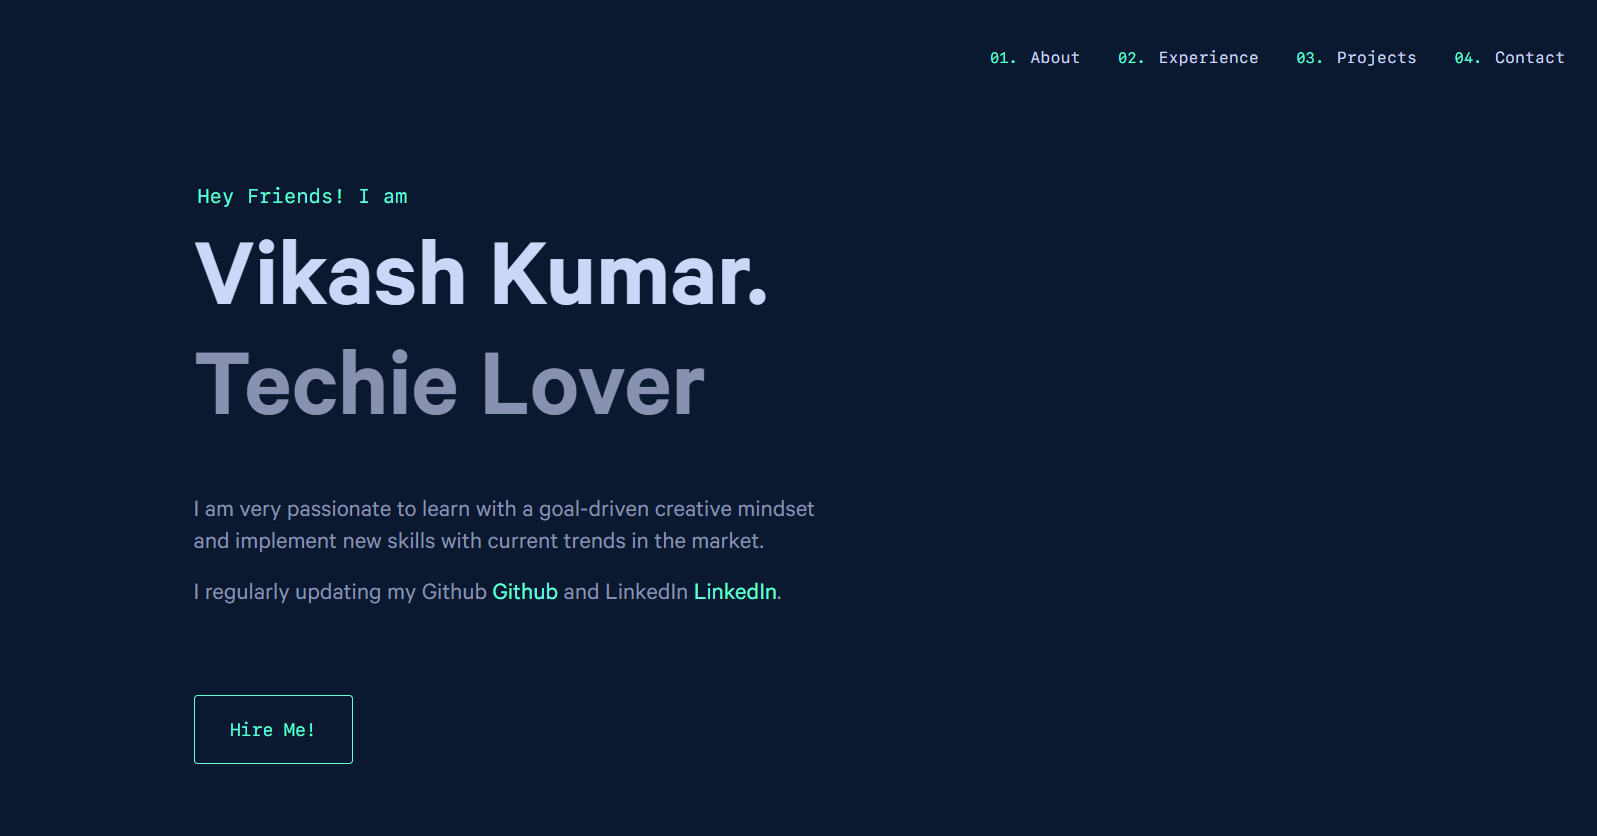 01. About 02. Experience 03. Projects 04. Contact
Hey Friends! I am
Vikash Kumar.
Techie Lover
I am very passionate to learn with a goal-driven creative mindset
and implement new skills with current trends in the market.
I regularly updating my Github Github and LinkedIn LinkedIn.
Hire Me!